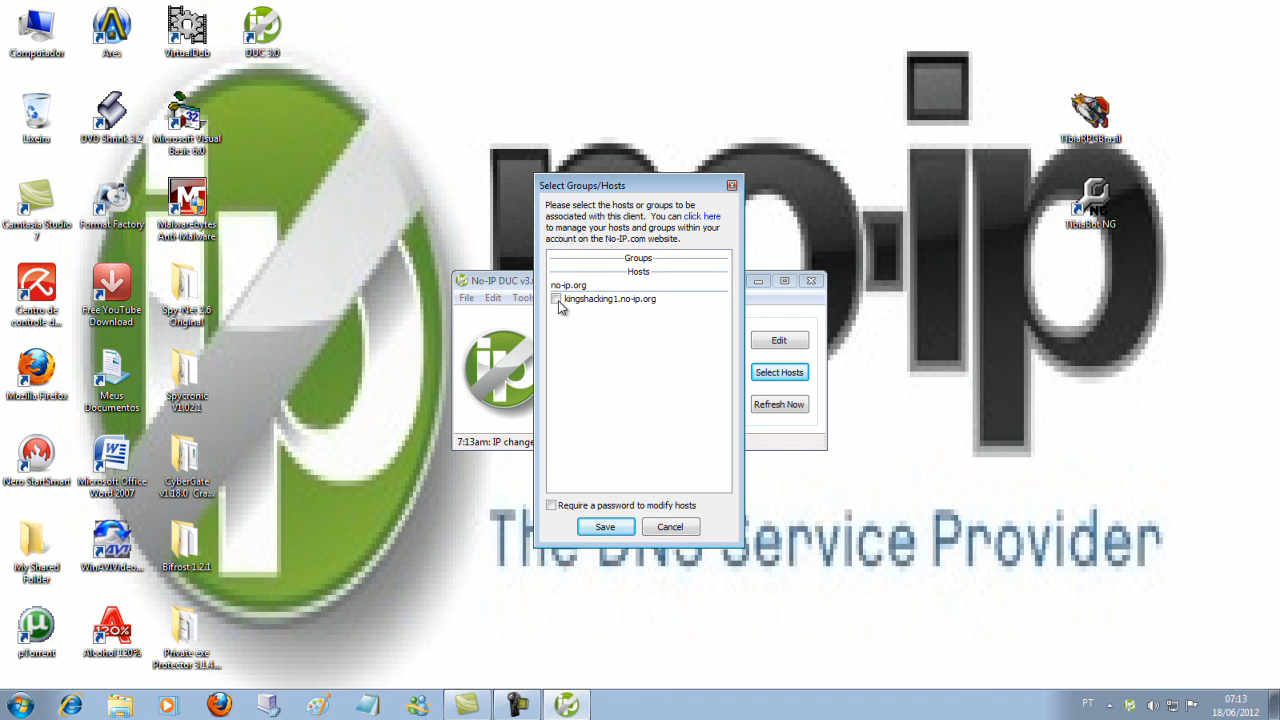 Computador
Ares
VirtualDub
DUC 3.0
Lixeira
DVD Shrink 3.2
Microsoft Visual
Basic 6.0
Camtasia Studio
7
Format Factory
Malwarebytes
Anti-Malware
Centro de
controle d...
Free YouTube
Download
Spy-Net 2.6
Original
Mozilla Firefox
Meus
Documentos
Spycronic
V1.02.1
Nero StartSmart
Microsoft Office
Word 2007
CyberGate
v1.18.0 Cra...
My Shared
Folder
WinAVIVideo...
Bifrost 1.2.1
µTorrent
Alcohol 120%
Private exe
Protector 3.1.4...
TibiaRPGBrasil
TibiaBot NG
no-ip
The DNS Service Provider
No-IP DUC v3.
File Edit Tools
Edit
Select Hosts
Refresh Now
7:13am: IP change
Select Groups/Hosts
Please select the hosts or groups to be
associated with this client. You can click here
to manage your hosts and groups within your
account on the No-IP.com website.
Groups
Hosts
no-ip.org
kingshacking1.no-ip.org
Require a password to modify hosts
Save Cancel
PT
07:13
18/06/2012